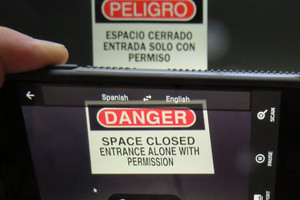 PELIGRO
ESPACIO CERRADO
ENTRADA SOLO CON
PERMISO
Spanish English
DANGER
SPACE CLOSED
ENTRANCE ALONE WITH
PERMISSION
SCAN
PAUSE